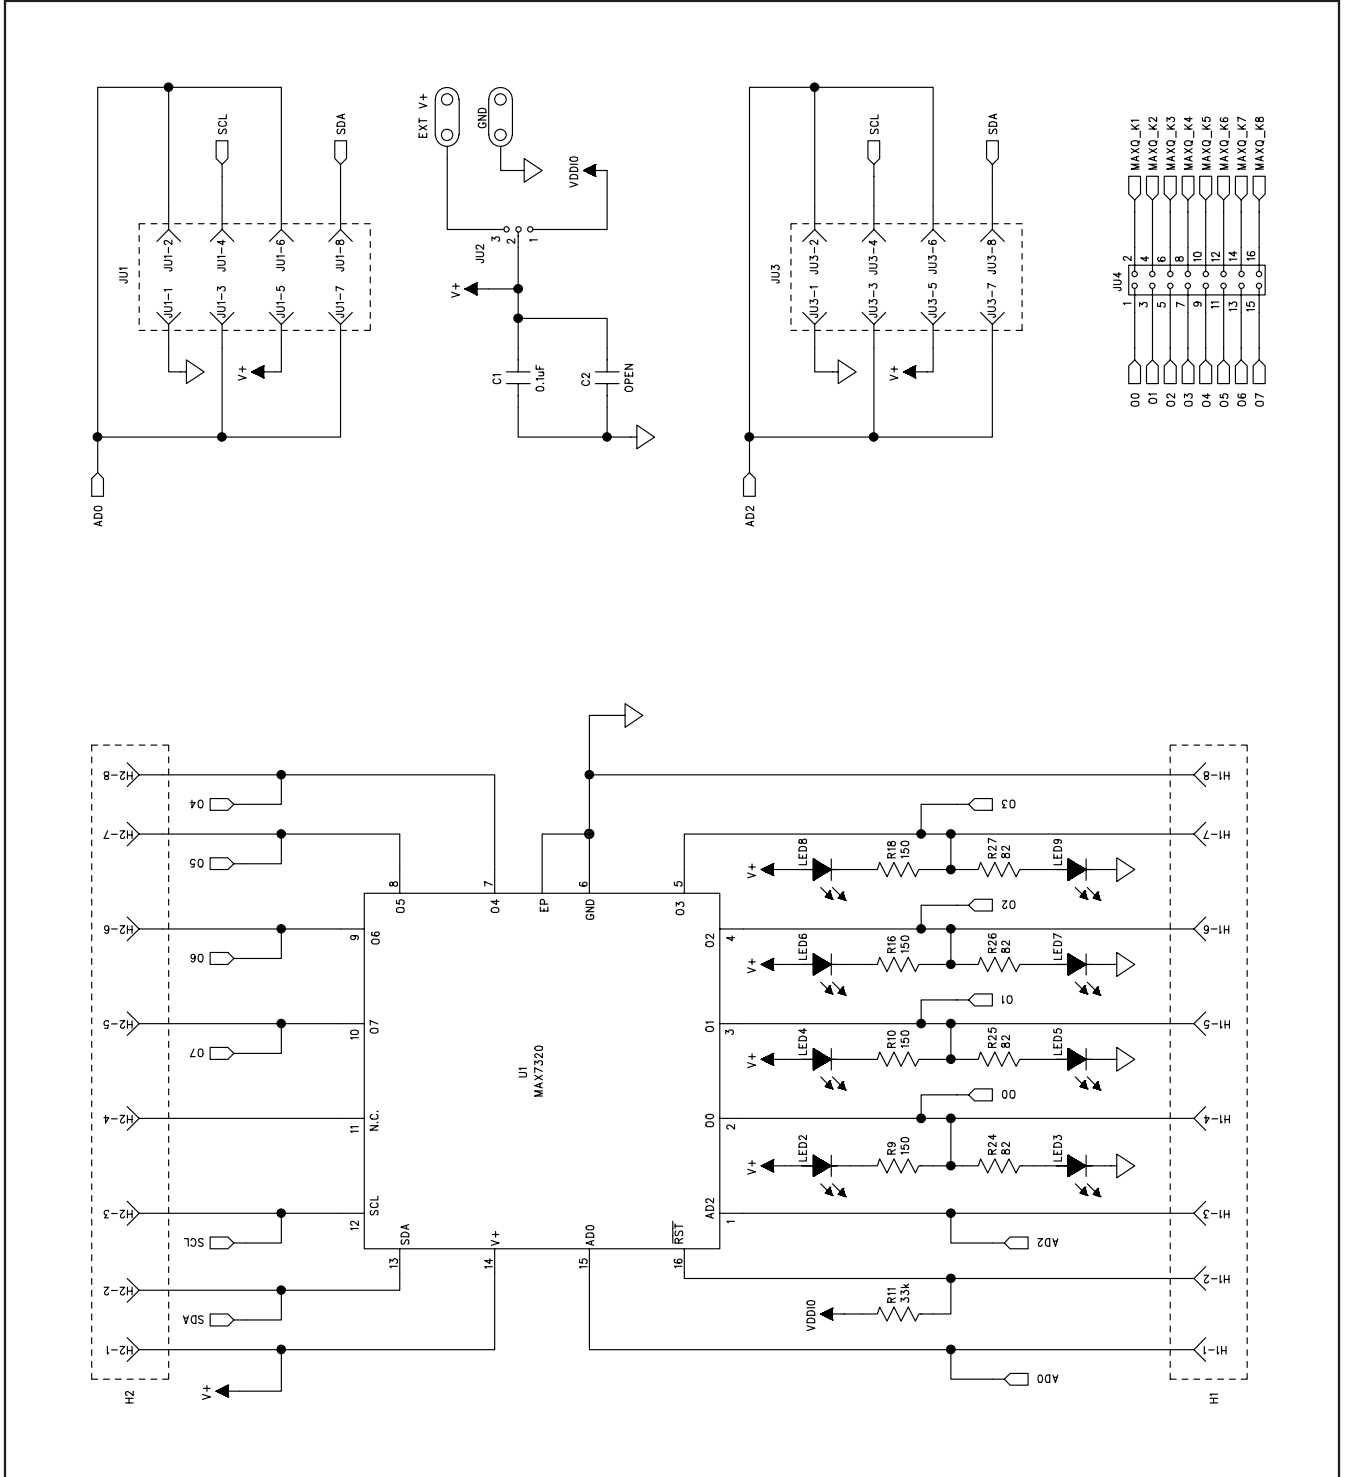 JU1
JU1-1 JU1-2
JU1-3 JU1-4
JU1-5 JU1-6
JU1-7 JU1-8
SCL
SDA
V+
AD0
EXT V+
GND
VDDIO
JU2
3
2
1
V+
C1
0.1uF
C2
OPEN
JU3
JU3-1 JU3-2
JU3-3 JU3-4
JU3-5 JU3-6
JU3-7 JU3-8
SCL
SDA
V+
AD2
JU4
O0 1 2 MAXQ_K1
O1 3 4 MAXQ_K2
O2 5 6 MAXQ_K3
O3 7 8 MAXQ_K4
O4 9 10 MAXQ_K5
O5 11 12 MAXQ_K6
O6 13 14 MAXQ_K7
O7 15 16 MAXQ_K8
H2-8
O4
H2-7
O5
H2-6
O6
H2-5
O7
H2-4
H2-3
SCL
H2-2
SDA
H2-1
V+
H2
U1
MAX7320
8 O5
7 O4
EP
6 GND
5 O3
9 O6
10 O7
11 N.C.
12 SCL
13 SDA
14 V+
15 AD0
16 RST
1 AD2
2 O0
3 O1
4 O2
O3
V+
LED8
R18
150
R27
82
LED9
O2
V+
LED6
R16
150
R26
82
LED7
O1
V+
LED4
R10
150
R25
82
LED5
O0
V+
LED2
R9
150
R24
82
LED3
AD2
VDDIO
R11
33k
AD0
H1-8
H1-7
H1-6
H1-5
H1-4
H1-3
H1-2
H1-1
H1